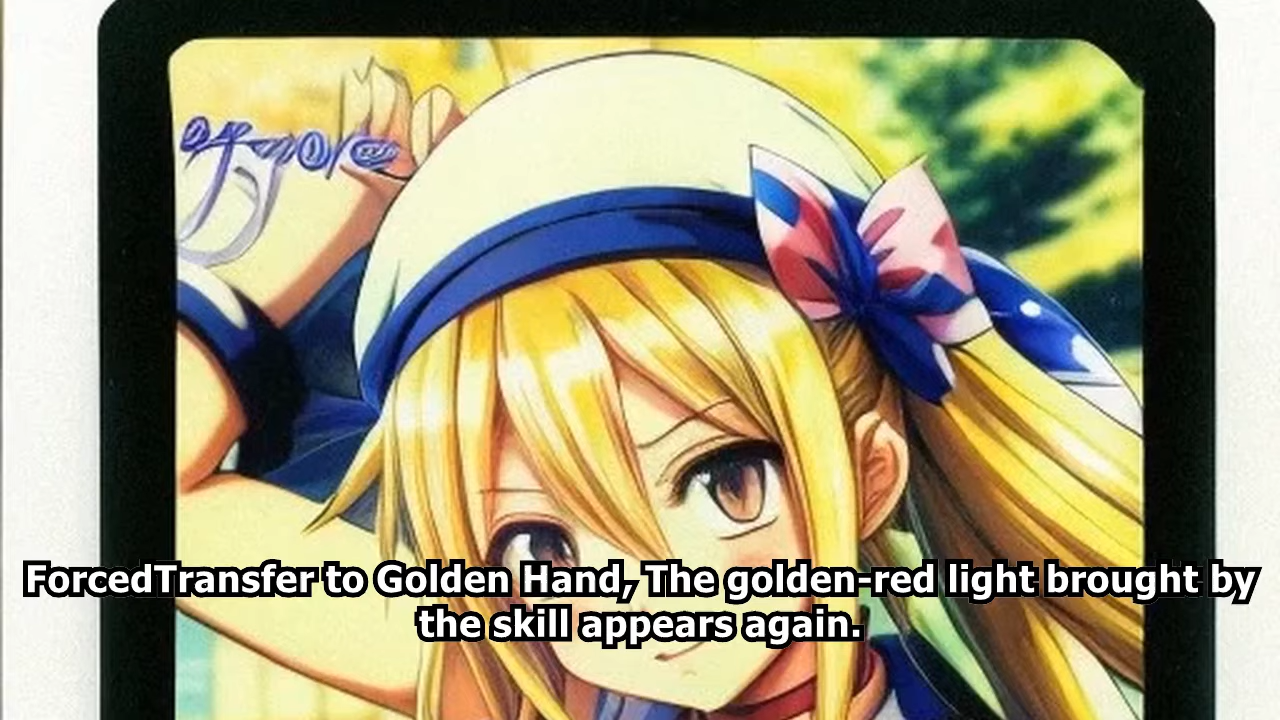 ForcedTransfer to Golden Hand, The golden-red light brought by
the skill appears again.